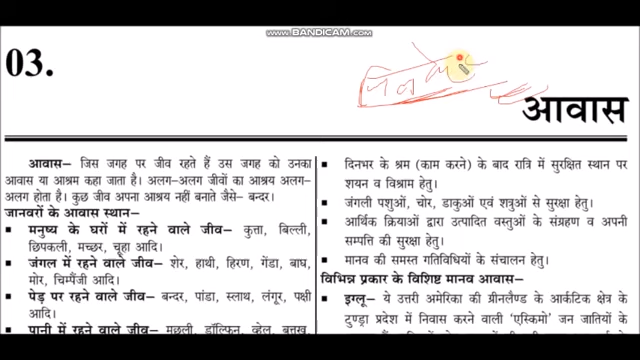 www.BANDICAM.com
03.
आवास
आवास– जिस जगह पर जीव रहते हैं उस जगह को उनका
आवास या आश्रम कहा जाता है। अलग-अलग जीवों का आश्रय अलग-
अलग होता है। कुछ जीव अपना आश्रय नहीं बनाते जैसे– बन्दर।
जानवरों के आवास स्थान–
मनुष्य के घरों में रहने वाले जीव– कुत्ता, बिल्ली,
छिपकली, मच्छर, चूहा आदि।
जंगल में रहने वाले जीव– शेर, हाथी, हिरण, गेंडा, बाघ,
मोर, चिम्पैंजी आदि।
पेड़ पर रहने वाले जीव– बन्दर, पांडा, स्लाथ, लंगूर, पक्षी
आदि।
पानी में रहने वाले जीव– मछली, डॉल्फिन, व्हेल, बत्तख,
दिनभर के श्रम (काम करने) के बाद रात्रि में सुरक्षित स्थान पर
शयन व विश्राम हेतु।
जंगली पशुओं, चोर, डाकुओं एवं शत्रुओं से सुरक्षा हेतु।
आर्थिक क्रियाओं द्वारा उत्पादित वस्तुओं के संग्रहण व अपनी
सम्पत्ति की सुरक्षा हेतु।
मानव की समस्त गतिविधियों के संचालन हेतु।
विभिन्न प्रकार के विशिष्ट मानव आवास–
इग्लू– ये उत्तरी अमेरिका की ग्रीनलैण्ड के आर्कटिक क्षेत्र के
टुण्ड्रा प्रदेश में निवास करने वाली 'एस्किमो' जन जातियों के